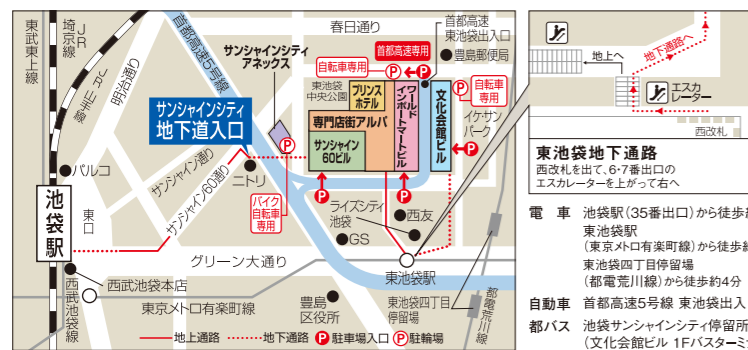 東武東上線
JR
埼京線
JR
山手線
明治通り
首都高速5号線
春日通り
首都高速
東池袋出入口
豊島郵便局
首都高速専用
P
サンシャインシティ
アネックス
自転車専用
P
自転車
専用
P
東池袋
中央公園
プリンス
ホテル
ワールド
インポートマートビル
文化会館ビル
イケ・サン
パーク
専門店街アルパ
サンシャイン
60ビル
サンシャインシティ
地下道入口
P
P
P
P
バイク
自転車
専用
パルコ
サンシャイン通り
サンシャイン60通り
ニトリ
ライズシティ
池袋
西友
GS
池袋駅
東口
グリーン大通り
東池袋駅
西武池袋本店
西武池袋線
東京メトロ有楽町線
豊島
区役所
東池袋四丁目
停留場
都電荒川線
地上通路
地下通路
P駐車場入口
P駐輪場
地上へ
地下通路へ
エスカ
レーター
西改札
東池袋地下通路
西改札を出て、6・7番出口の
エスカレーターを上がって右へ
電 車 池袋駅(35番出口)から徒歩
東池袋駅
(東京メトロ有楽町線)から徒歩
東池袋四丁目停留場
(都電荒川線)から徒歩約4分
自動車 首都高速5号線 東池袋出入
都バス 池袋サンシャインシティ停留所
(文化会館ビル 1Fバスターミ